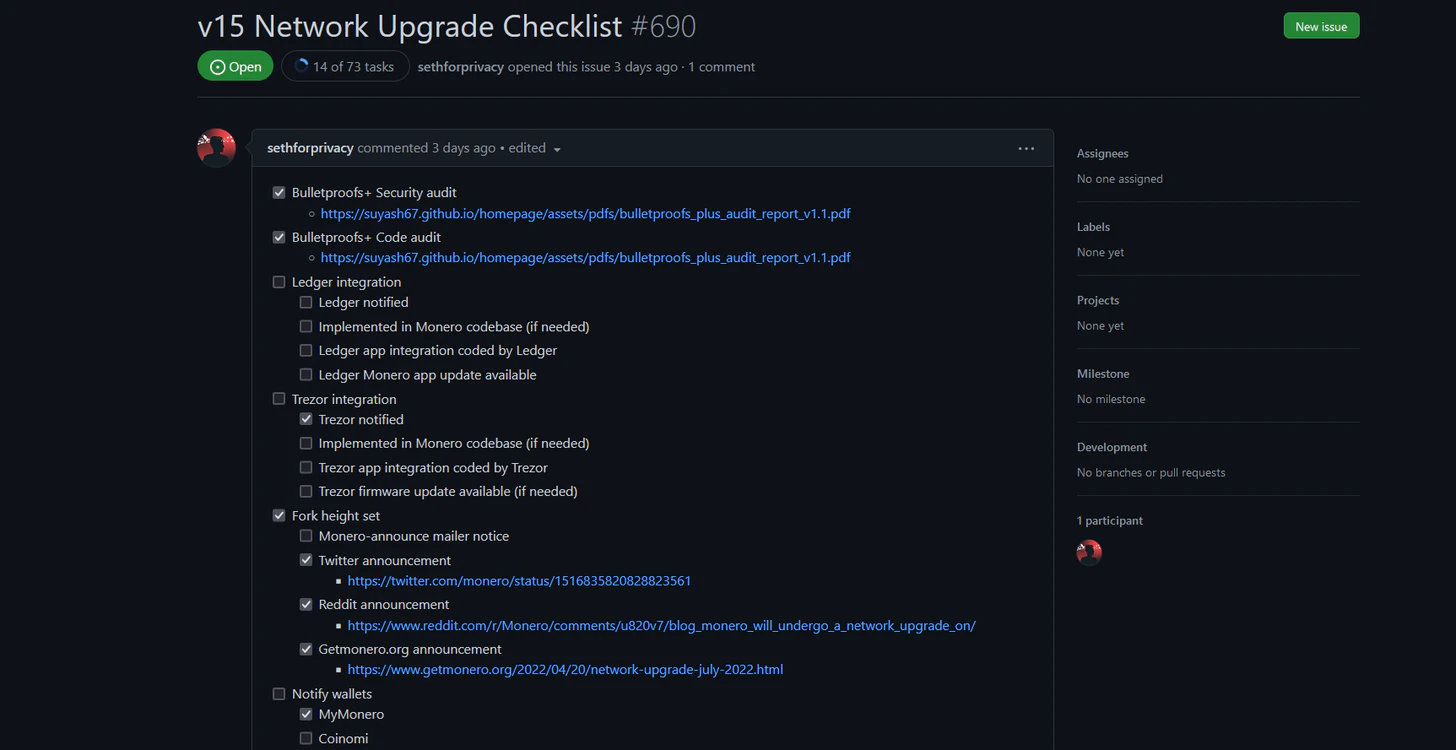 v15 Network Upgrade Checklist #690
New issue
Open
14 of 73 tasks
sethforprivacy opened this issue 3 days ago · 1 comment
sethforprivacy commented 3 days ago • edited
Bulletproofs+ Security audit
https://suyash67.github.io/homepage/assets/pdfs/bulletproofs_plus_audit_report_v1.1.pdf
Bulletproofs+ Code audit
https://suyash67.github.io/homepage/assets/pdfs/bulletproofs_plus_audit_report_v1.1.pdf
Ledger integration
Ledger notified
Implemented in Monero codebase (if needed)
Ledger app integration coded by Ledger
Ledger Monero app update available
Trezor integration
Trezor notified
Implemented in Monero codebase (if needed)
Trezor app integration coded by Trezor
Trezor firmware update available (if needed)
Fork height set
Monero-announce mailer notice
Twitter announcement
https://twitter.com/monero/status/1516835820828823561
Reddit announcement
https://www.reddit.com/r/Monero/comments/u820v7/blog_monero_will_undergo_a_network_upgrade_on/
Getmonero.org announcement
https://www.getmonero.org/2022/04/20/network-upgrade-july-2022.html
Notify wallets
MyMonero
Coinomi
Assignees
No one assigned
Labels
None yet
Projects
None yet
Milestone
No milestone
Development
No branches or pull requests
1 participant